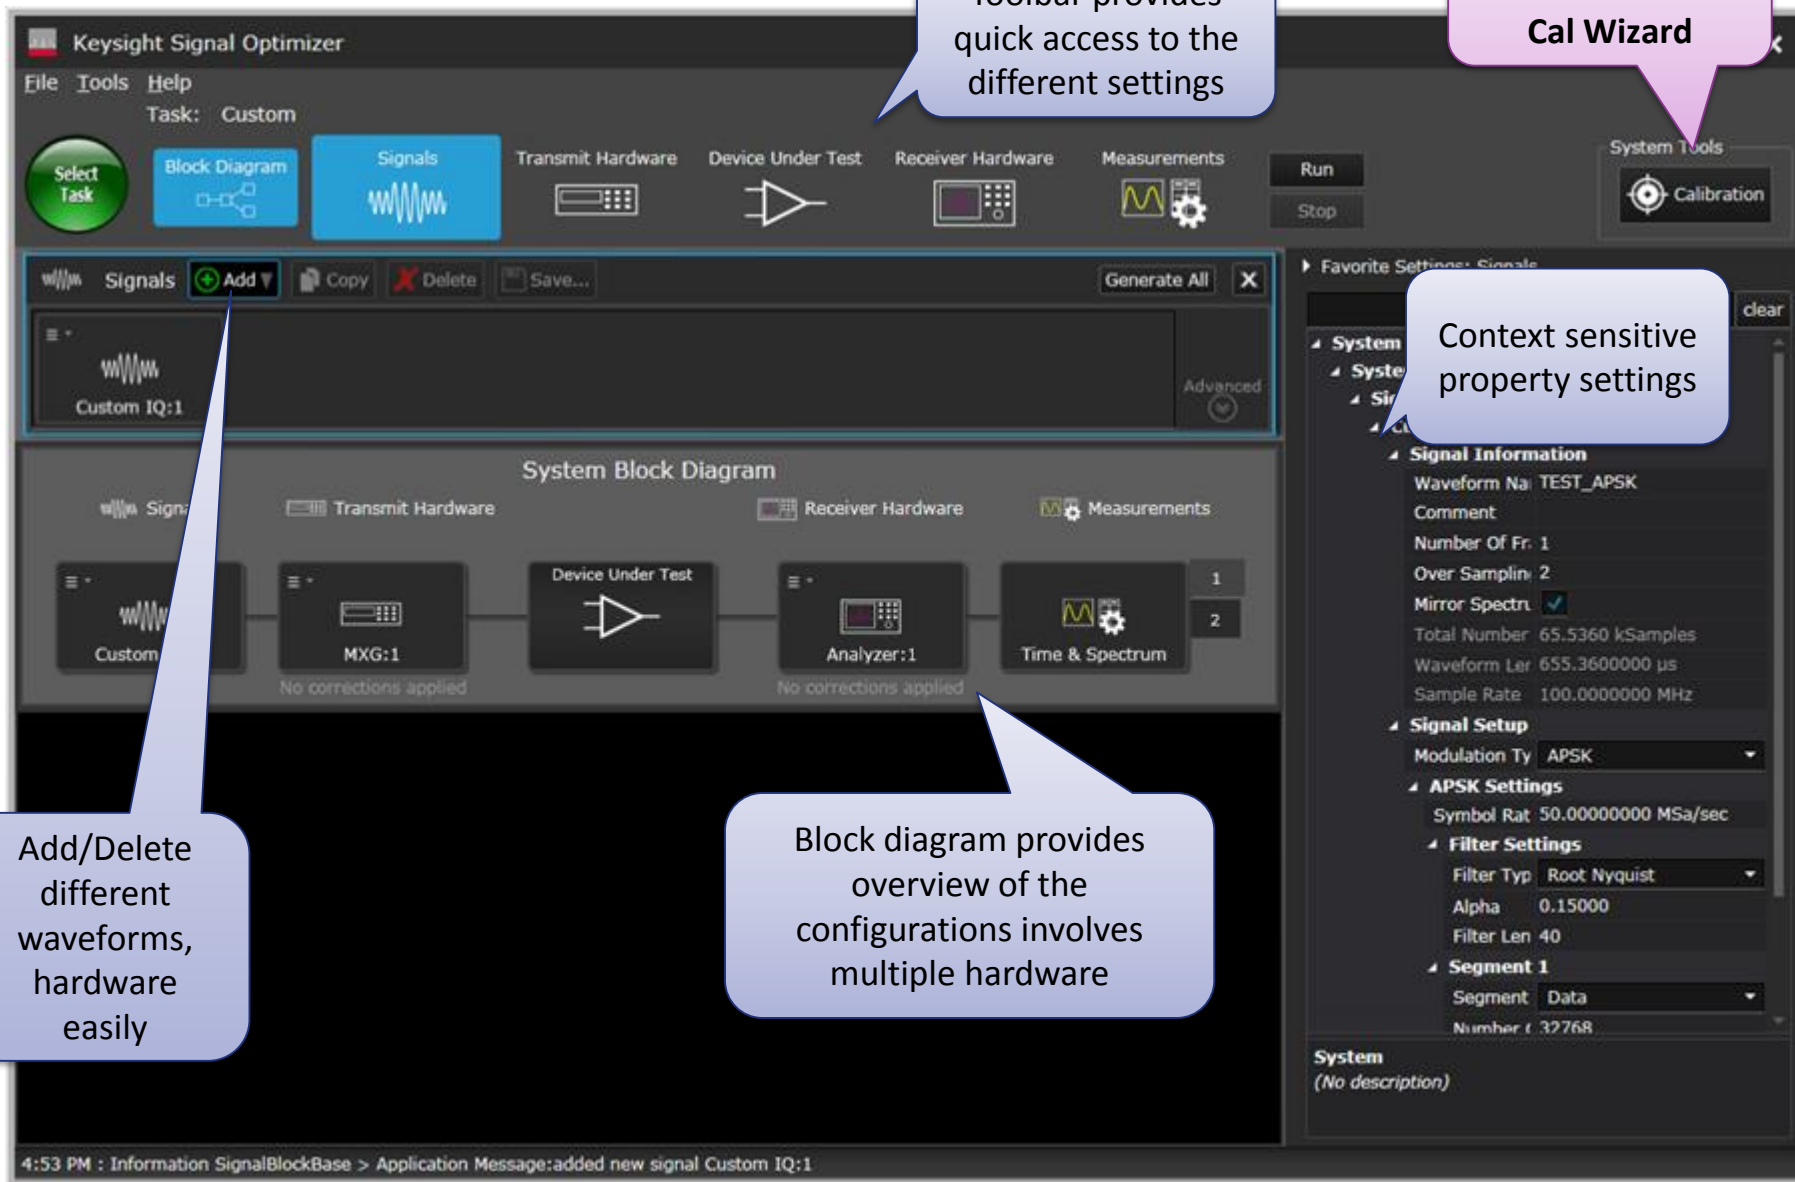 Toolbar provides
quick access to the
different settings
Cal Wizard
Keysight Signal Optimizer
File Tools Help
Task: Custom
Select
Task
Block Diagram
Signals
Transmit Hardware
Device Under Test
Receiver Hardware
Measurements
Run
Stop
System Tools
Calibration
Signals
Add
Copy
Delete
Save...
Generate All
X
Custom IQ:1
Advanced
Favorite Settings: Signals
clear
Context sensitive
property settings
System
Syste
Signal Information
Waveform Na TEST_APSK
Comment
Number Of Fr 1
Over Samplin 2
Mirror Spectru
Total Number 65.5360 kSamples
Waveform Ler 655.3600000 µs
Sample Rate 100.0000000 MHz
Signal Setup
Modulation Ty APSK
APSK Settings
Symbol Rat 50.00000000 MSa/sec
Filter Settings
Filter Typ Root Nyquist
Alpha 0.15000
Filter Len 40
Segment 1
Segment Data
Number 32768
System
(No description)
System Block Diagram
Signa
Transmit Hardware
Receiver Hardware
Measurements
Custom
MXG:1
No corrections applied
Device Under Test
Analyzer:1
No corrections applied
Time & Spectrum
1
2
Add/Delete
different
waveforms,
hardware
easily
Block diagram provides
overview of the
configurations involves
multiple hardware
4:53 PM : Information SignalBlockBase > Application Message:added new signal Custom IQ:1